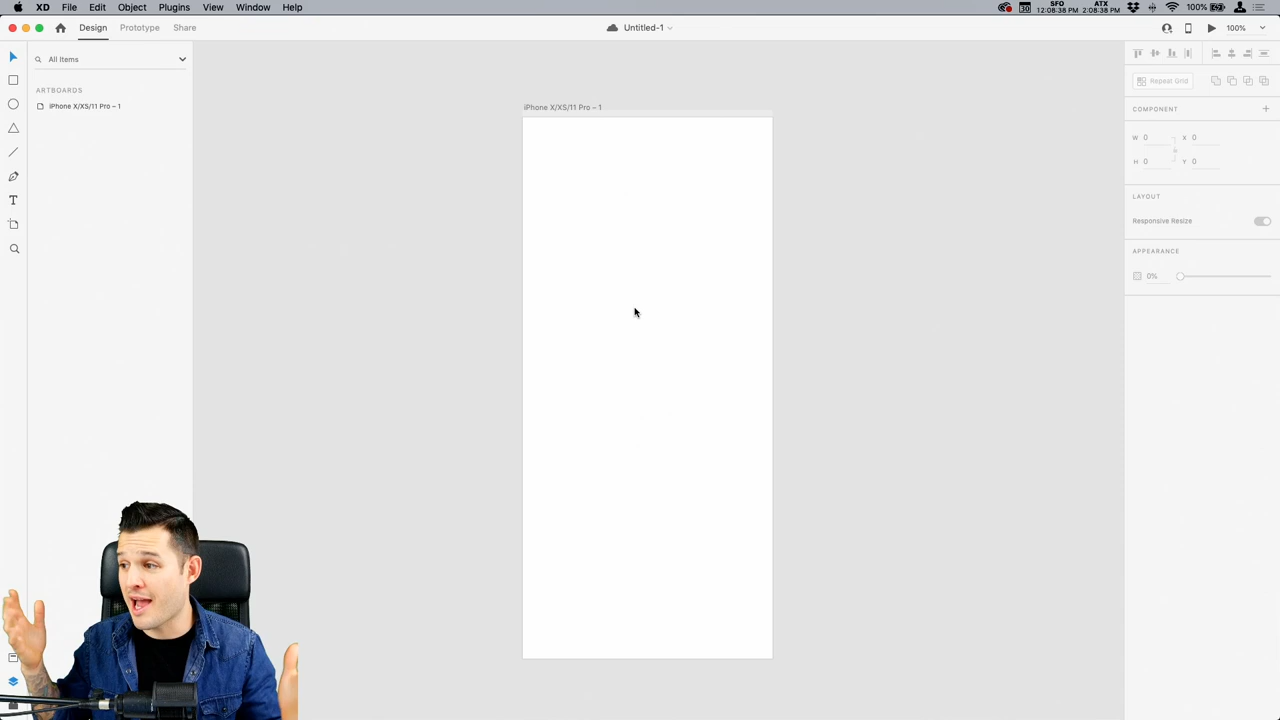 XD File Edit Object Plugins View Window Help
30 SFO 12:08:38 PM ATX 2:08:38 PM 100%
Design Prototype Share
Untitled-1
100%
All Items
ARTBOARDS
iPhone X/XS/11 Pro – 1
iPhone X/XS/11 Pro – 1
Repeat Grid
COMPONENT
W 0 X 0
H 0 Y 0
LAYOUT
Responsive Resize
APPEARANCE
0%
T